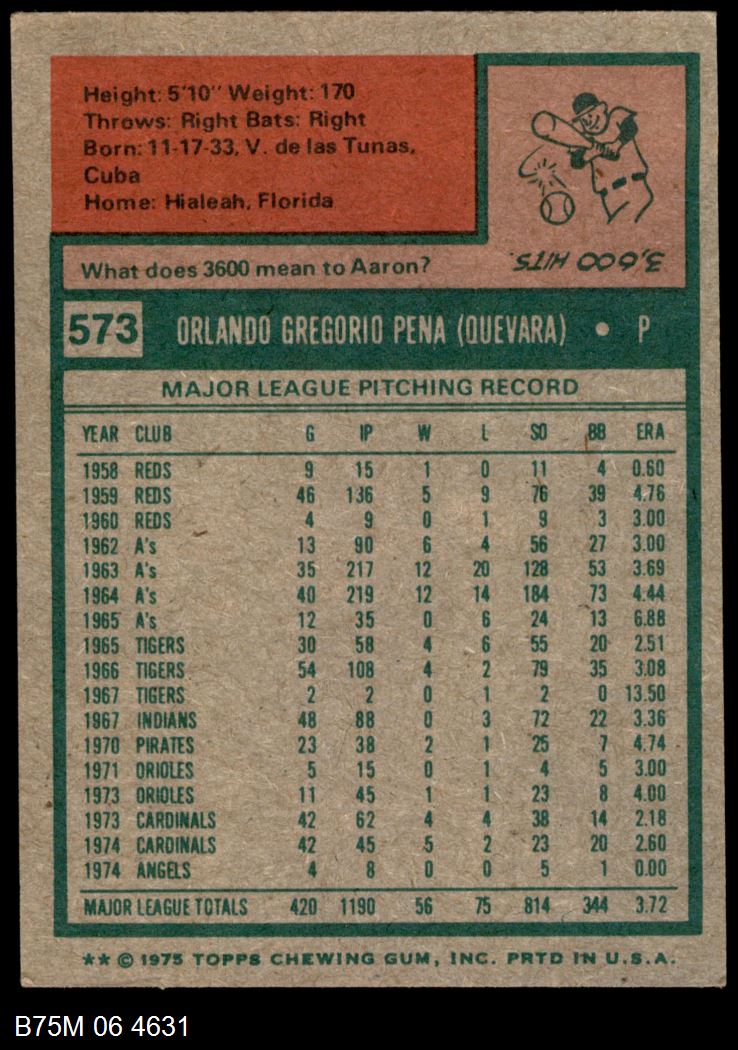 Height: 5'10" Weight: 170
Throws: Right Bats: Right
Born: 11-17-33, V. de las Tunas,
Cuba
Home: Hialeah, Florida
What does 3600 mean to Aaron?
3,600 HITS.
573 ORLANDO GREGORIO PENA (QUEVARA) • P
MAJOR LEAGUE PITCHING RECORD
YEAR CLUB G IP W L SO BB ERA
1958 REDS 9 15 1 0 11 4 0.60
1959 REDS 46 136 5 9 76 39 4.76
1960 REDS 4 9 0 1 9 3 3.00
1962 A's 13 90 6 4 56 27 3.00
1963 A's 35 217 12 20 128 53 3.69
1964 A's 40 219 12 14 184 73 4.44
1965 A's 12 35 0 6 24 13 6.88
1965 TIGERS 30 58 4 6 55 20 2.51
1966 TIGERS 54 108 4 2 79 35 3.08
1967 TIGERS 2 2 0 1 2 0 13.50
1967 INDIANS 48 88 0 3 72 22 3.36
1970 PIRATES 23 38 2 1 25 7 4.74
1971 ORIOLES 5 15 0 1 4 5 3.00
1973 ORIOLES 11 45 1 1 23 8 4.00
1973 CARDINALS 42 62 4 4 38 14 2.18
1974 CARDINALS 42 45 5 2 23 20 2.60
1974 ANGELS 4 8 0 0 5 1 0.00
MAJOR LEAGUE TOTALS 420 1190 56 75 814 344 3.72
** © 1975 TOPPS CHEWING GUM, INC. PRTD IN U.S.A.
B75M 06 4631